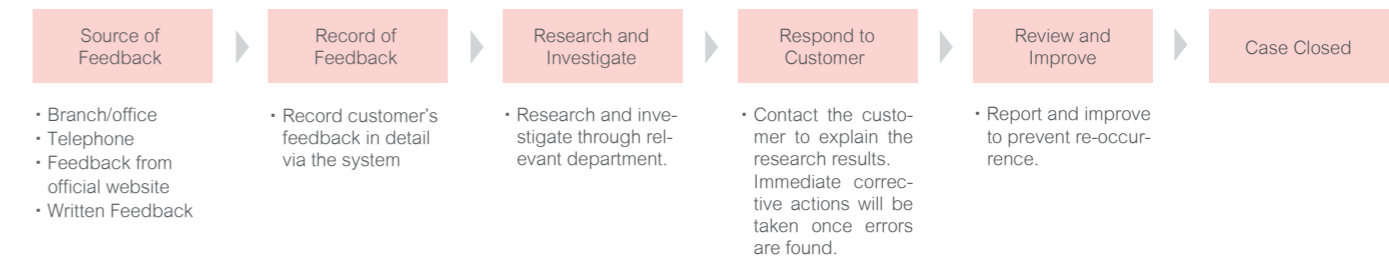 Source of
Feedback
Record of
Feedback
Research and
Investigate
Respond to
Customer
Review and
Improve
Case Closed
・Branch/office
・Telephone
・Feedback from
official website
・Written Feedback
・Record customer's
feedback in detail
via the system
・Research and inve-
stigate through rel-
evant department.
・Contact the custo-
mer to explain the
research results.
Immediate correc-
tive actions will be
taken once errors
are found.
・Report and improve
to prevent re-occur-
rence.